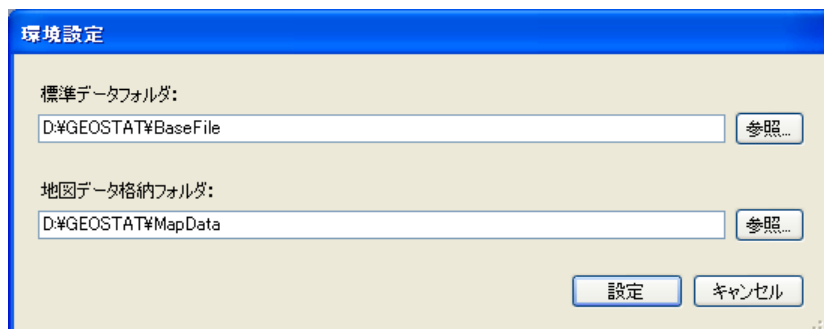 環境設定
標準データフォルダ:
D:¥GEOSTAT¥BaseFile
参照...
地図データ格納フォルダ:
D:¥GEOSTAT¥MapData
参照...
設定 キャンセル